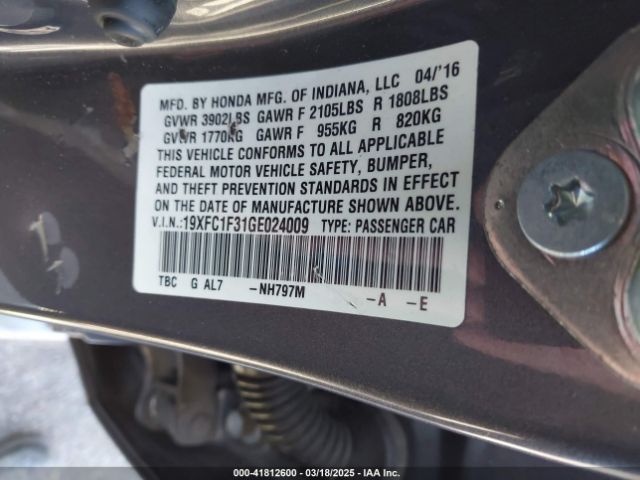 MFD. BY HONDA MFG. OF INDIANA, LLC 04/'16
GVWR 3902LBS GAWR F 2105LBS R 1808LBS
GVWR 1770KG GAWR F 955KG R 820KG
THIS VEHICLE CONFORMS TO ALL APPLICABLE
FEDERAL MOTOR VEHICLE SAFETY, BUMPER,
AND THEFT PREVENTION STANDARDS IN EFFECT
ON THE DATE OF MANUFACTURE SHOWN ABOVE.
V.I.N.:19XFC1F31GE024009 TYPE: PASSENGER CAR
TBC G AL7 -NH797M -A -E
000-41812600 | 03/18/2025 | IAA Inc.